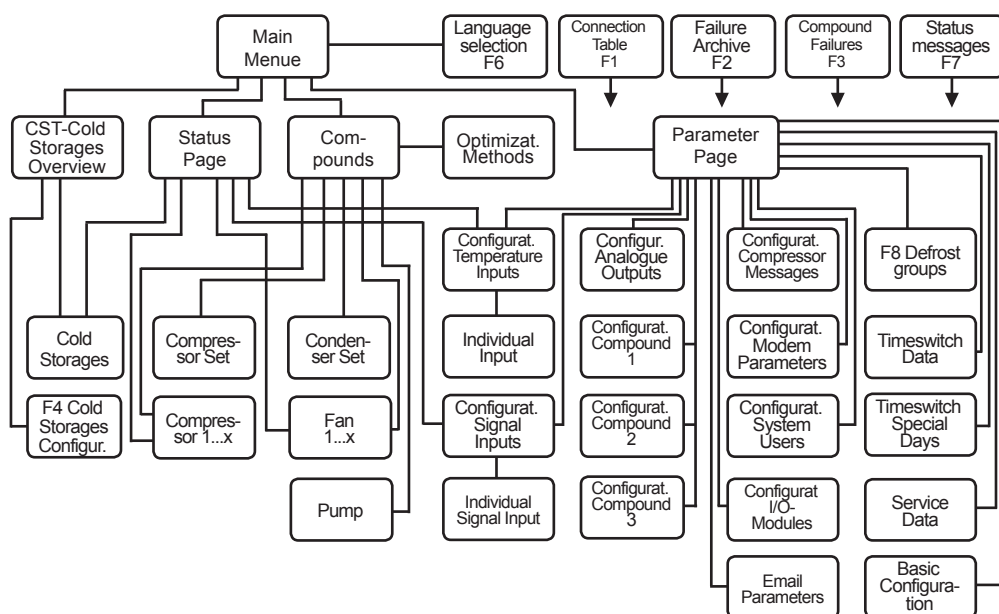 Main
Menue
Language
selection
F6
Connection
Table
F1
Failure
Archive
F2
Compound
Failures
F3
Status
messages
F7
CST-Cold
Storages
Overview
Status
Page
Com-
pounds
Optimizat.
Methods
Parameter
Page
Configurat.
Temperature
Inputs
Configur.
Analogue
Outputs
Configurat.
Compressor
Messages
F8 Defrost
groups
Cold
Storages
Compres-
sor Set
Conden-
ser Set
Individual
Input
Configurat.
Compound
1
Configurat.
Modem
Parameters
Timeswitch
Data
F4 Cold
Storages
Configur.
Compres-
sor 1...x
Fan
1...x
Configurat.
Signal
Inputs
Configurat.
Compound
2
Configurat.
System
Users
Timeswitch
Special
Days
Pump
Individual
Signal Input
Configurat.
Compound
3
Configurat
I/O-
Modules
Service
Data
Email
Parameters
Basic
Configura-
tion